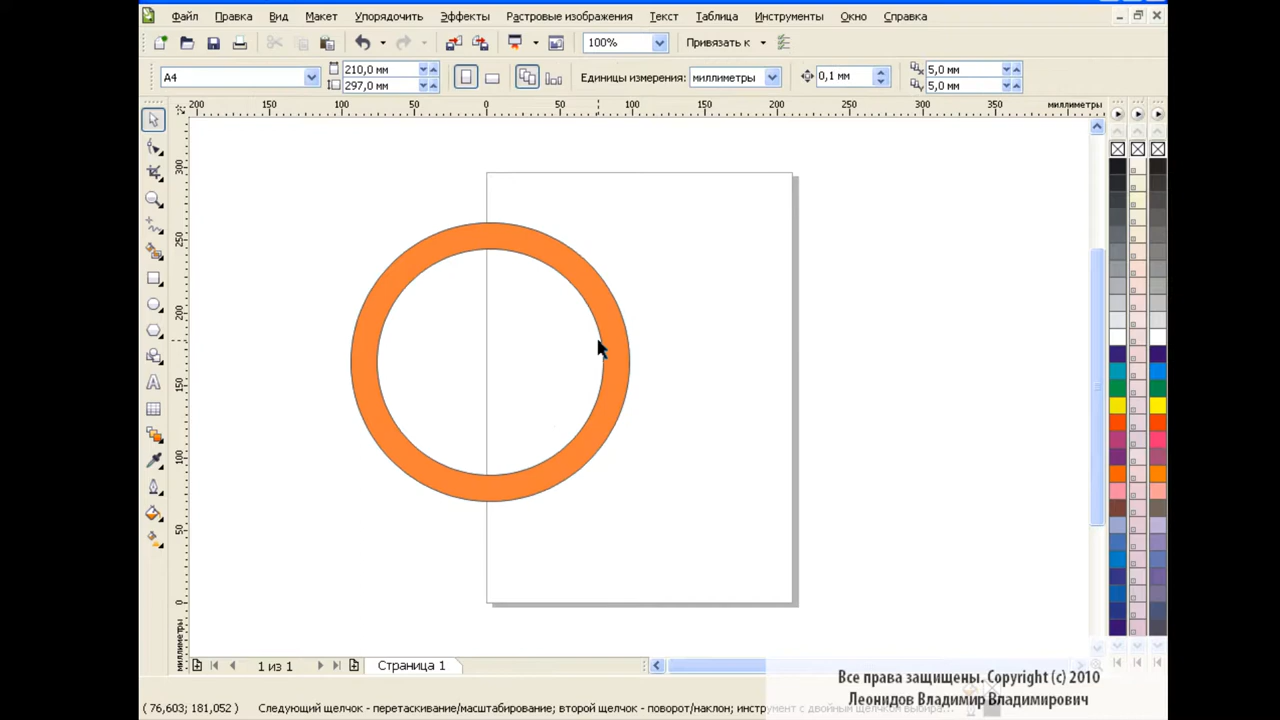 Файл Правка Вид Макет Упорядочить Эффекты Растровые изображения Текст Таблица Инструменты Окно Справка
100% Привязать к
A4 210,0 мм 297,0 мм Единицы измерения: миллиметры 0,1 мм 5,0 мм 5,0 мм
200 150 100 50 0 50 100 150 200 250 300 350 миллиметры
300
250
200
150
100
50
0
миллиметры
1 из 1 Страница 1
Все права защищены. Copyright (c) 2010
Леонидов Владимир Владимирович
( 76,603; 181,052 ) Следующий щелчок - перетаскивание/масштабирование; второй щелчок - поворот/наклон; инструмент с двойным щелчком выбира...